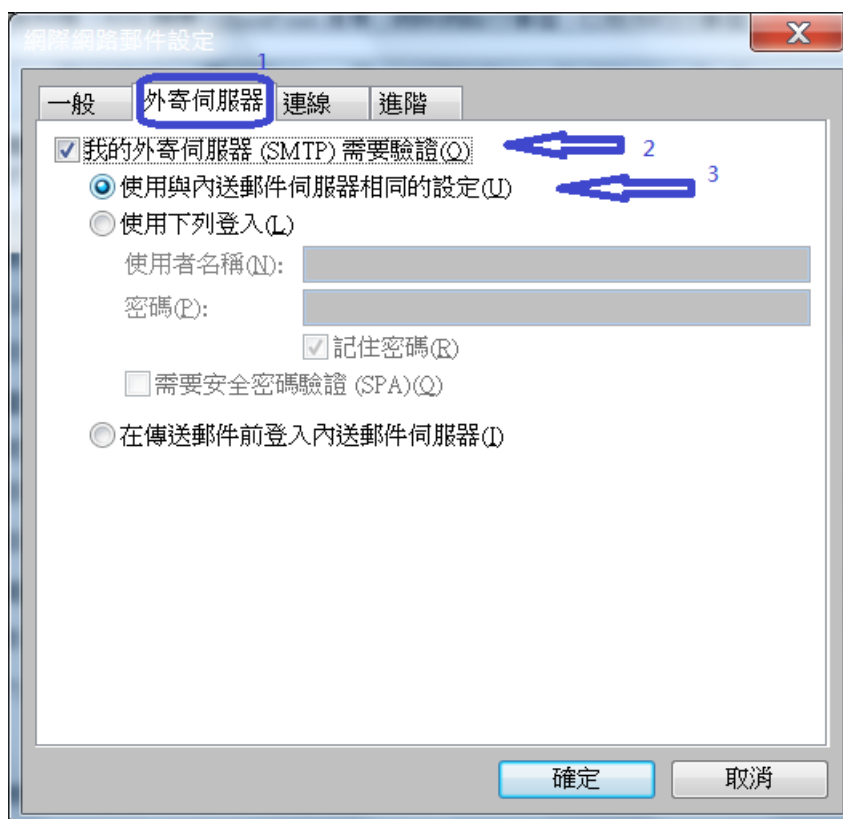 網際網路郵件設定
1
一般 外寄伺服器 連線 進階
我的外寄伺服器 (SMTP) 需要驗證(O) 2
使用與內送郵件伺服器相同的設定(U) 3
使用下列登入(L)
使用者名稱(N):
密碼(P):
記住密碼(R)
需要安全密碼驗證 (SPA)(Q)
在傳送郵件前登入內送郵件伺服器(I)
確定 取消